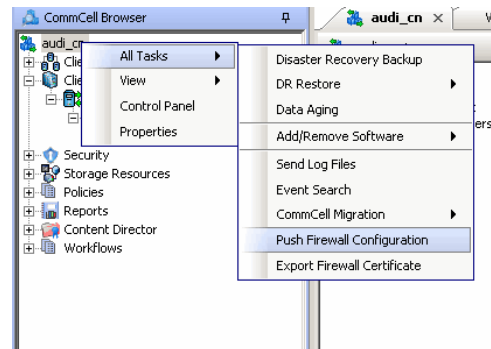 CommCell Browser
audi_cn
audi_cn
All Tasks
View
Control Panel
Properties
Disaster Recovery Backup
DR Restore
Data Aging
Add/Remove Software
Send Log Files
Event Search
CommCell Migration
Push Firewall Configuration
Export Firewall Certificate
Security
Storage Resources
Policies
Reports
Content Director
Workflows